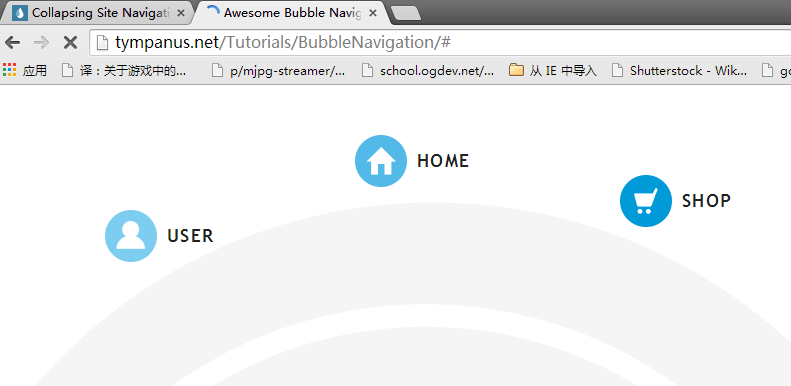 Collapsing Site Navigati
Awesome Bubble Navig
tympanus.net/Tutorials/BubbleNavigation/#
应用
译：关于游戏中的...
p/mjpg-streamer/...
school.ogdev.net/...
从 IE 中导入
Shutterstock - Wik...
go
HOME
SHOP
USER